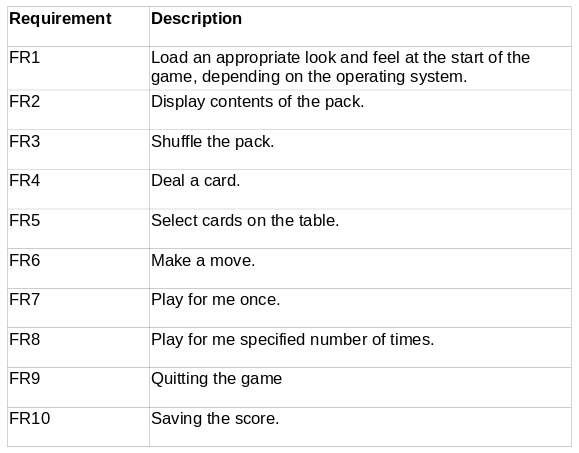 Requirement Description
FR1 Load an appropriate look and feel at the start of the
game, depending on the operating system.
FR2 Display contents of the pack.
FR3 Shuffle the pack.
FR4 Deal a card.
FR5 Select cards on the table.
FR6 Make a move.
FR7 Play for me once.
FR8 Play for me specified number of times.
FR9 Quitting the game
FR10 Saving the score.